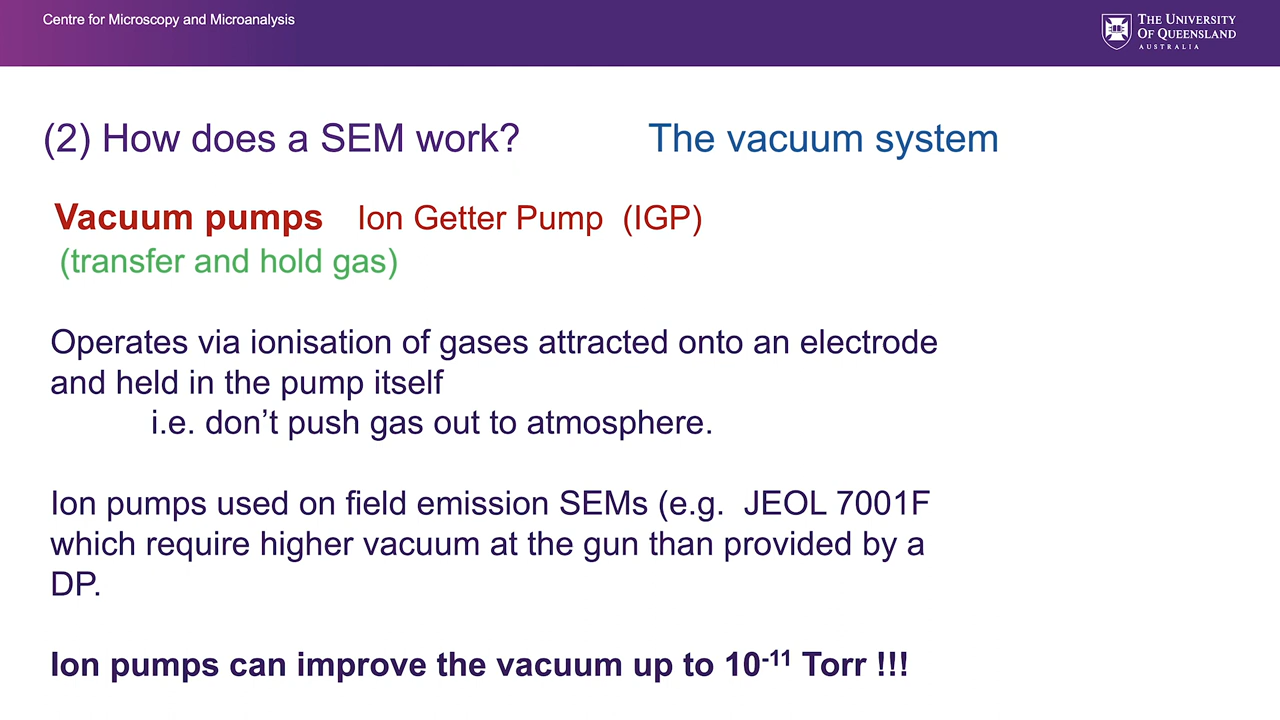 Centre for Microscopy and Microanalysis
THE UNIVERSITY
OF QUEENSLAND
AUSTRALIA
(2) How does a SEM work? The vacuum system
Vacuum pumps Ion Getter Pump (IGP)
(transfer and hold gas)
Operates via ionisation of gases attracted onto an electrode
and held in the pump itself
i.e. don’t push gas out to atmosphere.
Ion pumps used on field emission SEMs (e.g. JEOL 7001F
which require higher vacuum at the gun than provided by a
DP.
Ion pumps can improve the vacuum up to 10⁻¹¹ Torr !!!